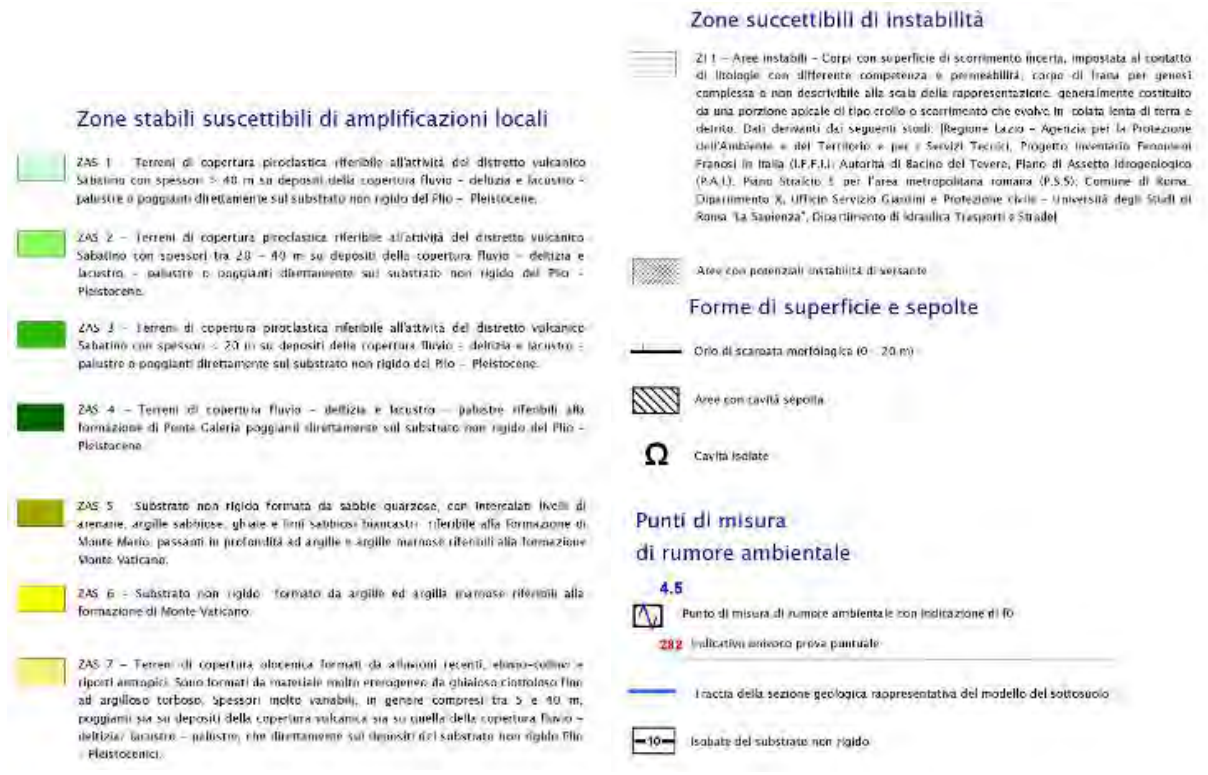 Zone stabili suscettibili di amplificazioni locali
ZAS 1 - Terreni di copertura piroclastica riferibile all'attività del distretto vulcanico
Sabatino con spessori > 40 m su depositi della copertura fluvio - deltizia e lacustre -
palustre o poggianti direttamente sul substrato non rigido del Plio - Pleistocene.
ZAS 2 - Terreni di copertura piroclastica riferibile all'attività del distretto vulcanico
Sabatino con spessori tra 20 - 40 m su depositi della copertura fluvio - deltizia e
lacustre - palustre o poggianti direttamente sul substrato non rigido del Plio -
Pleistocene.
ZAS 3 - Terreni di copertura piroclastica riferibile all'attività del distretto vulcanico
Sabatino con spessori < 20 m su depositi della copertura fluvio - deltizia e lacustre -
palustre o poggianti direttamente sul substrato non rigido del Plio - Pleistocene.
ZAS 4 - Terreni di copertura fluvio - deltizia e lacustro - palustre riferibili alla
formazione di Ponte Galeria poggianti direttamente sul substrato non rigido del Plio -
Pleistocene
ZAS 5 Substrato non rigido formato da sabbie quarzose, con intercalati livelli di
arenarie, argille sabbiose, ghiaie e limi sabbiosi biancastri riferibile alla Formazione di
Monte Mario, passanti in profondità ad argille e argille marnose riferibili alla formazione
Monte Vaticano.
ZAS 6 - Substrato non rigido formato da argille ed argilla marnose riferibili alla
formazione di Monte Vaticano.
ZAS 7 - Terreni di copertura olocenica formati da alluvioni recenti, eluvio-colluvi e
riporti antropici. Sono formati da materiale molto eterogeneo da ghiaioso ciottoloso fino
ad argilloso torboso. Spessori molto variabili, in genere compresi tra 5 e 40 m,
poggianti sia su depositi della copertura vulcanica sia su quella della copertura fluvio -
deltizia/ lacustre - palustre, che direttamente sui depositi del substrato non rigido Plio
- Pleistocenici.
Zone succettibili di instabilità
ZI 1 - Aree instabili - Corpi con superficie di scorrimento incerta, impostata al contatto
di litologie con differente competenza e permeabilità, corpo di frana per genesi
complessa o non descrivibile alla scala della rappresentazione, generalmente costituito
da una porzione apicale di tipo crollo o scorrimento che evolve in colata lenta di terra e
detrito. Dati derivanti dai seguenti studi: [Regione Lazio - Agenzia per la Protezione
dell'Ambiente e del Territorio e per i Servizi Tecnici, Progetto Inventario Fenomeni
Franosi in Italia (I.F.F.I.); Autorità di Bacino del Tevere, Piano di Assetto Idrogeologico
(P.A.I.), Piano Stralcio 5 per l'area metropolitana romana (P.S.5); Comune di Roma,
Dipartimento X, Ufficio Servizio Giardini e Protezione civile - Università degli Studi di
Roma "La Sapienza", Dipartimento di Idraulica Trasporti e Strade]
Aree con potenziali instabilità di versante
Forme di superficie e sepolte
Orlo di scarpata morfologica (0 - 20 m)
Aree con cavità sepolta
Ω Cavità isolate
Punti di misura
di rumore ambientale
4.5
Punto di misura di rumore ambientale con indicazione di f0
282 Indicativo univoco prova puntuale
Traccia della sezione geologica rappresentativa del modello del sottosuolo
10 Isobate del substrato non rigido